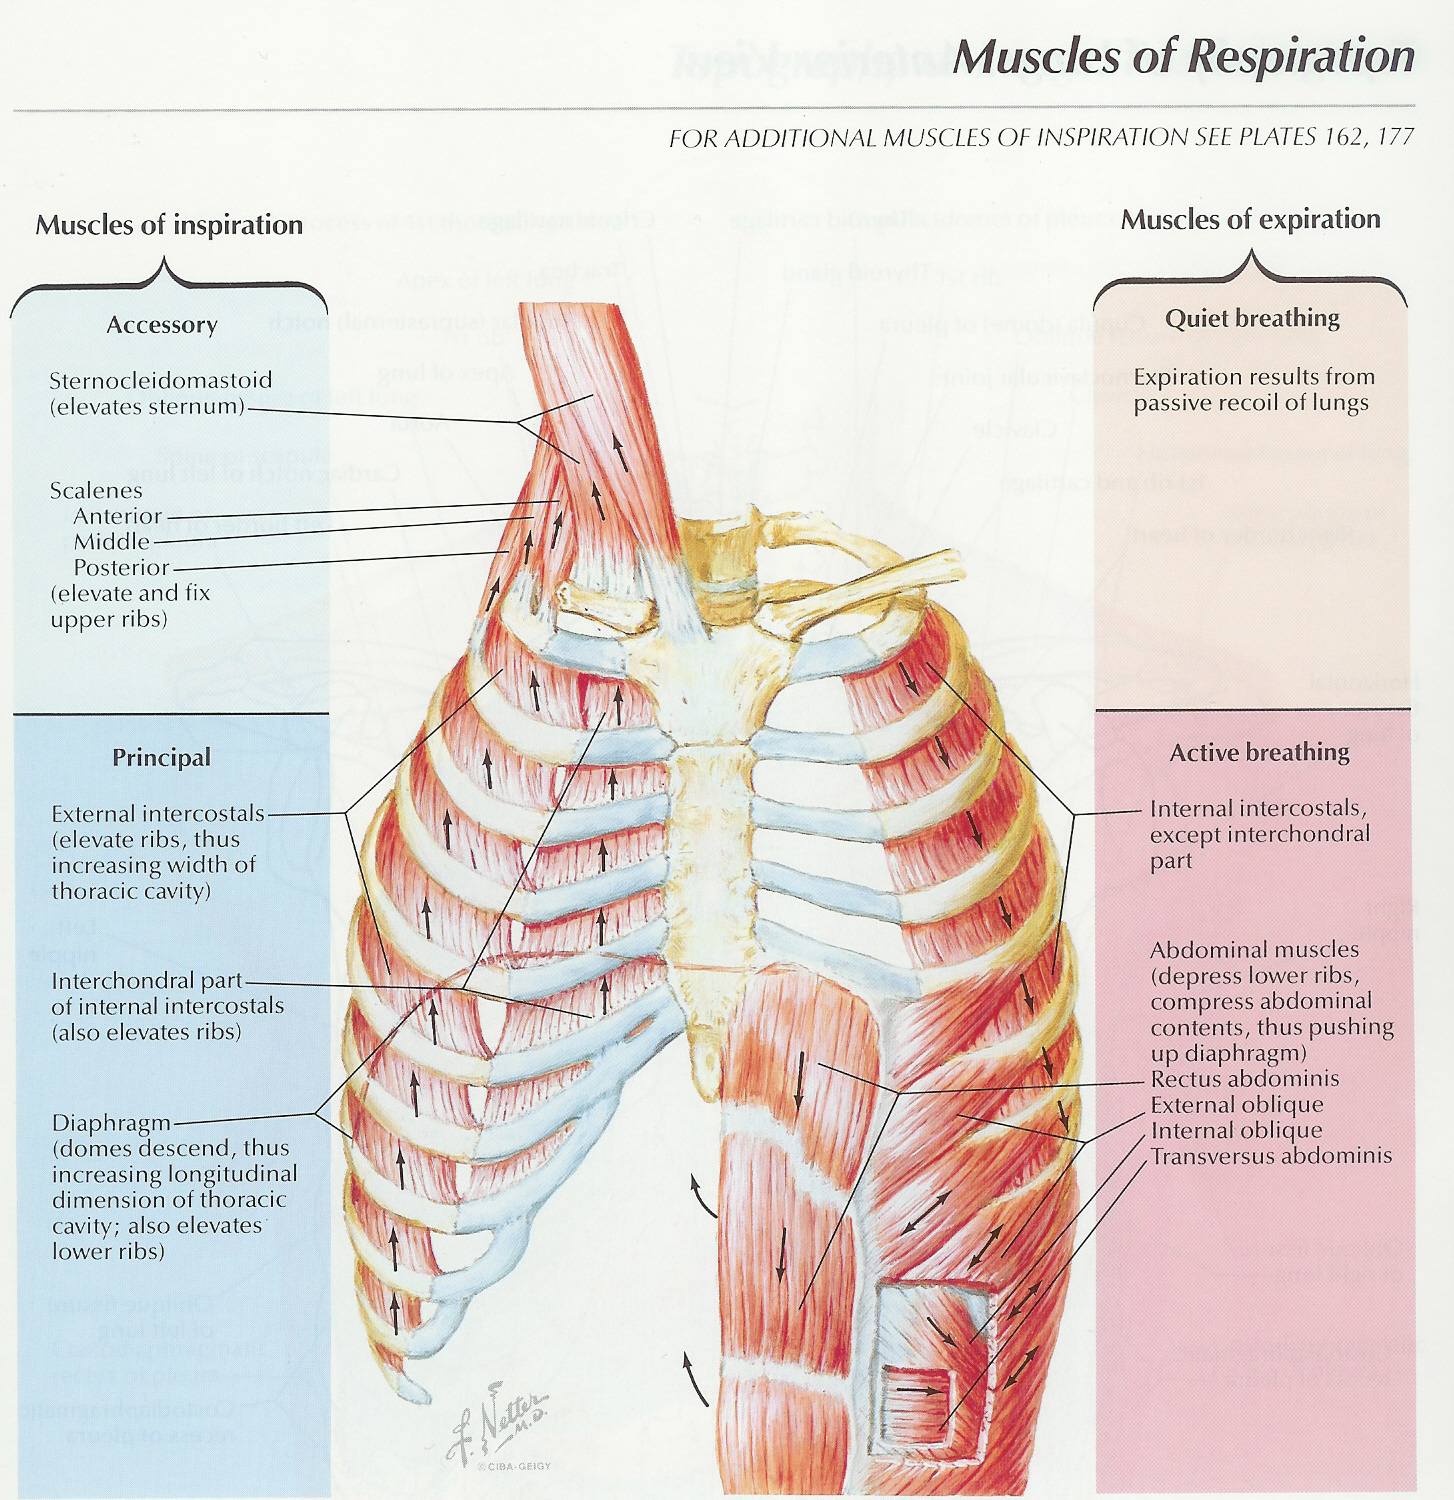 Muscles of Respiration
FOR ADDITIONAL MUSCLES OF INSPIRATION SEE PLATES 162, 177
Muscles of inspiration
Accessory
Sternocleidomastoid
(elevates sternum)
Scalenes
Anterior
Middle
Posterior
(elevate and fix
upper ribs)
Principal
External intercostals
(elevate ribs, thus
increasing width of
thoracic cavity)
Interchondral part
of internal intercostals
(also elevates ribs)
Diaphragm
(domes descend, thus
increasing longitudinal
dimension of thoracic
cavity; also elevates
lower ribs)
Muscles of expiration
Quiet breathing
Expiration results from
passive recoil of lungs
Active breathing
Internal intercostals,
except interchondral
part
Abdominal muscles
(depress lower ribs,
compress abdominal
contents, thus pushing
up diaphragm)
Rectus abdominis
External oblique
Internal oblique
Transversus abdominis
F. Netter
M.D.
© CIBA-GEIGY